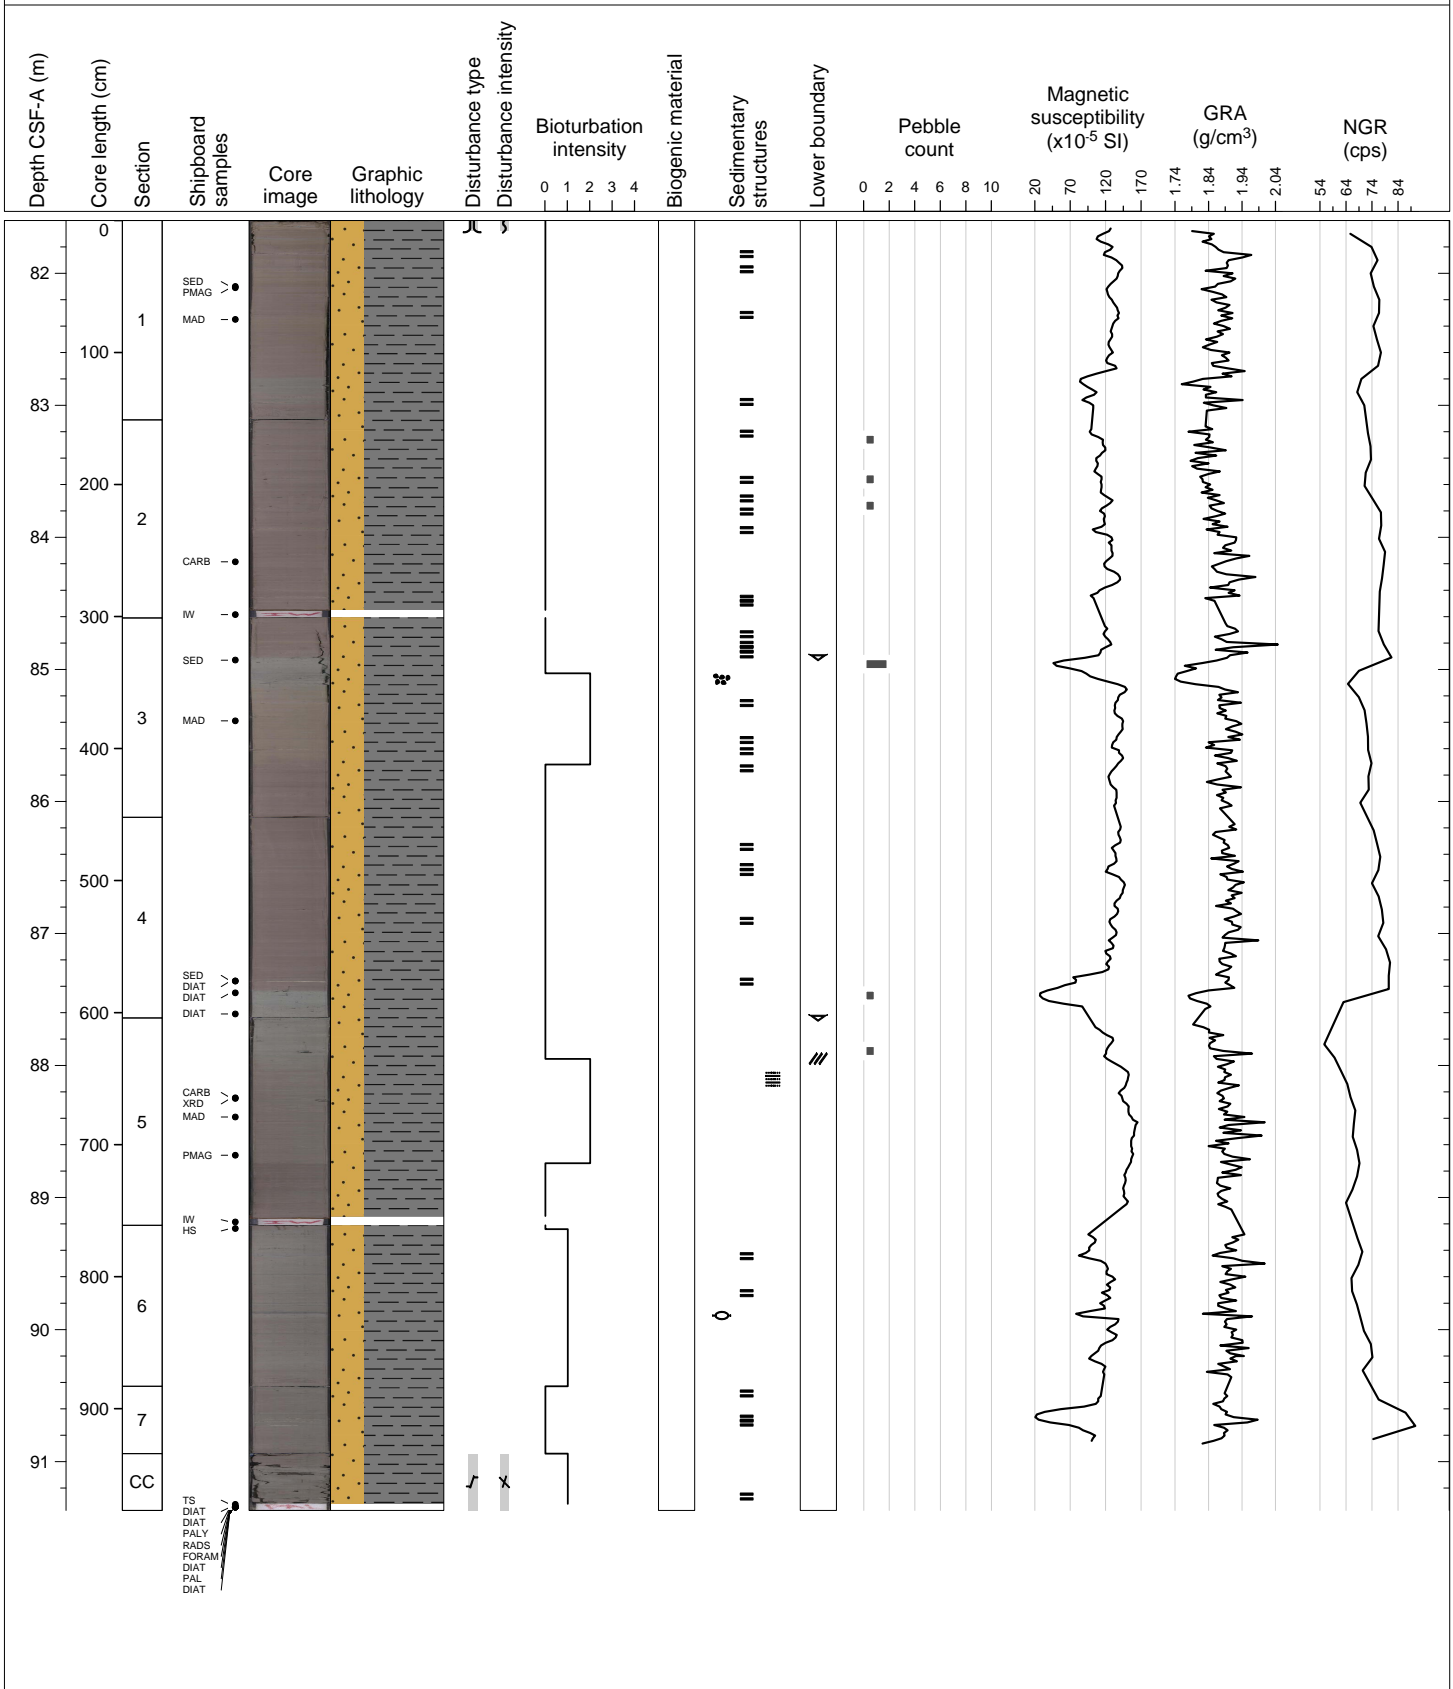 Depth CSF-A (m)
Core length (cm)
Section
Shipboard
samples
Core
image
Graphic
lithology
Disturbance type
Disturbance intensity
Bioturbation
intensity
0 1 2 3 4
Biogenic material
Sedimentary
structures
Lower boundary
Pebble
count
0 2 4 6 8 10
Magnetic
susceptibility
(x10-5 SI)
20 70 120 170
GRA
(g/cm3)
1.74 1.84 1.94 2.04
NGR
(cps)
54 64 74 84
0
82
SED
PMAG
MAD
1
100
83
200
2
84
CARB
IW
300
SED
85
3
MAD
400
86
500
4
87
SED
DIAT
DIAT
DIAT
600
88
CARB
XRD
MAD
5
700
PMAG
89
IW
HS
800
6
90
900
7
91
CC
TS
DIAT
DIAT
PALY
RADS
FORAM
DIAT
PAL
DIAT